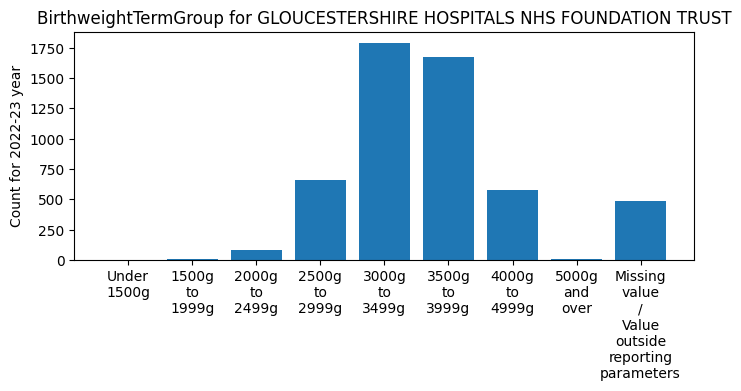 BirthweightTermGroup for GLOUCESTERSHIRE HOSPITALS NHS FOUNDATION TRUST
Count for 2022-23 year
1750
1500
1250
1000
750
500
250
0
Under
1500g
1500g
to
1999g
2000g
to
2499g
2500g
to
2999g
3000g
to
3499g
3500g
to
3999g
4000g
to
4999g
5000g
and
over
Missing
value
/
Value
outside
reporting
parameters